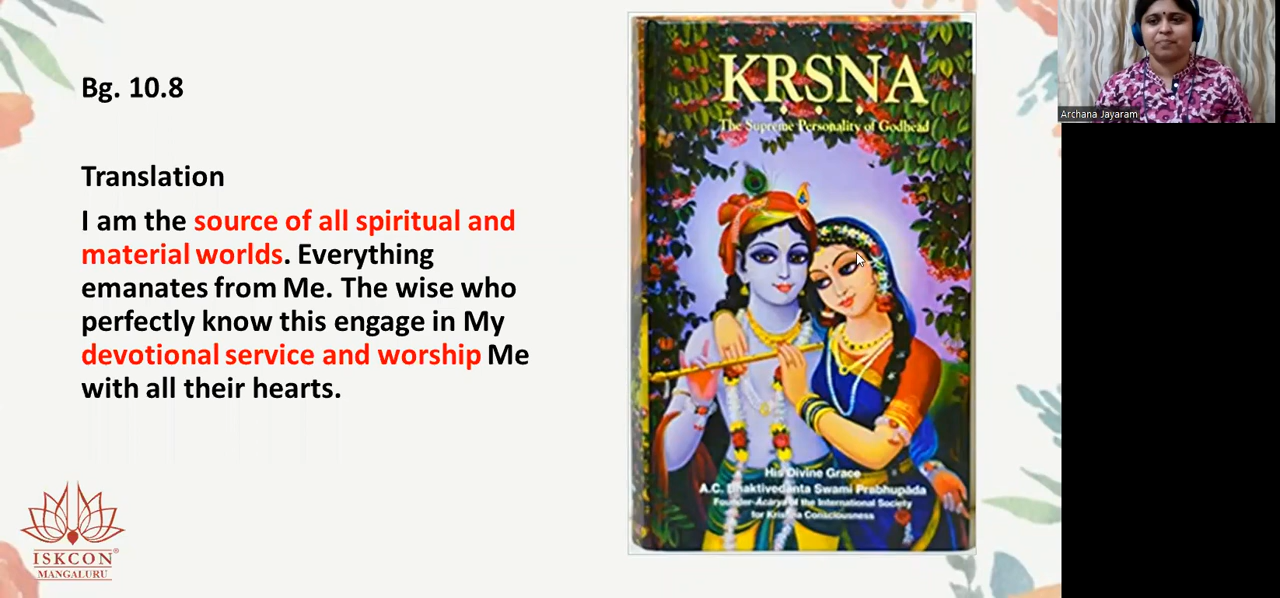 Bg. 10.8
Translation
I am the source of all spiritual and
material worlds. Everything
emanates from Me. The wise who
perfectly know this engage in My
devotional service and worship Me
with all their hearts.
ISKCON®
MANGALURU
KṚṢṆA
The Supreme Personality of Godhead
His Divine Grace
A.C. Bhaktivedanta Swami Prabhupāda
Founder-Ācārya of the International Society
for Krishna Consciousness
Archana Jayaram